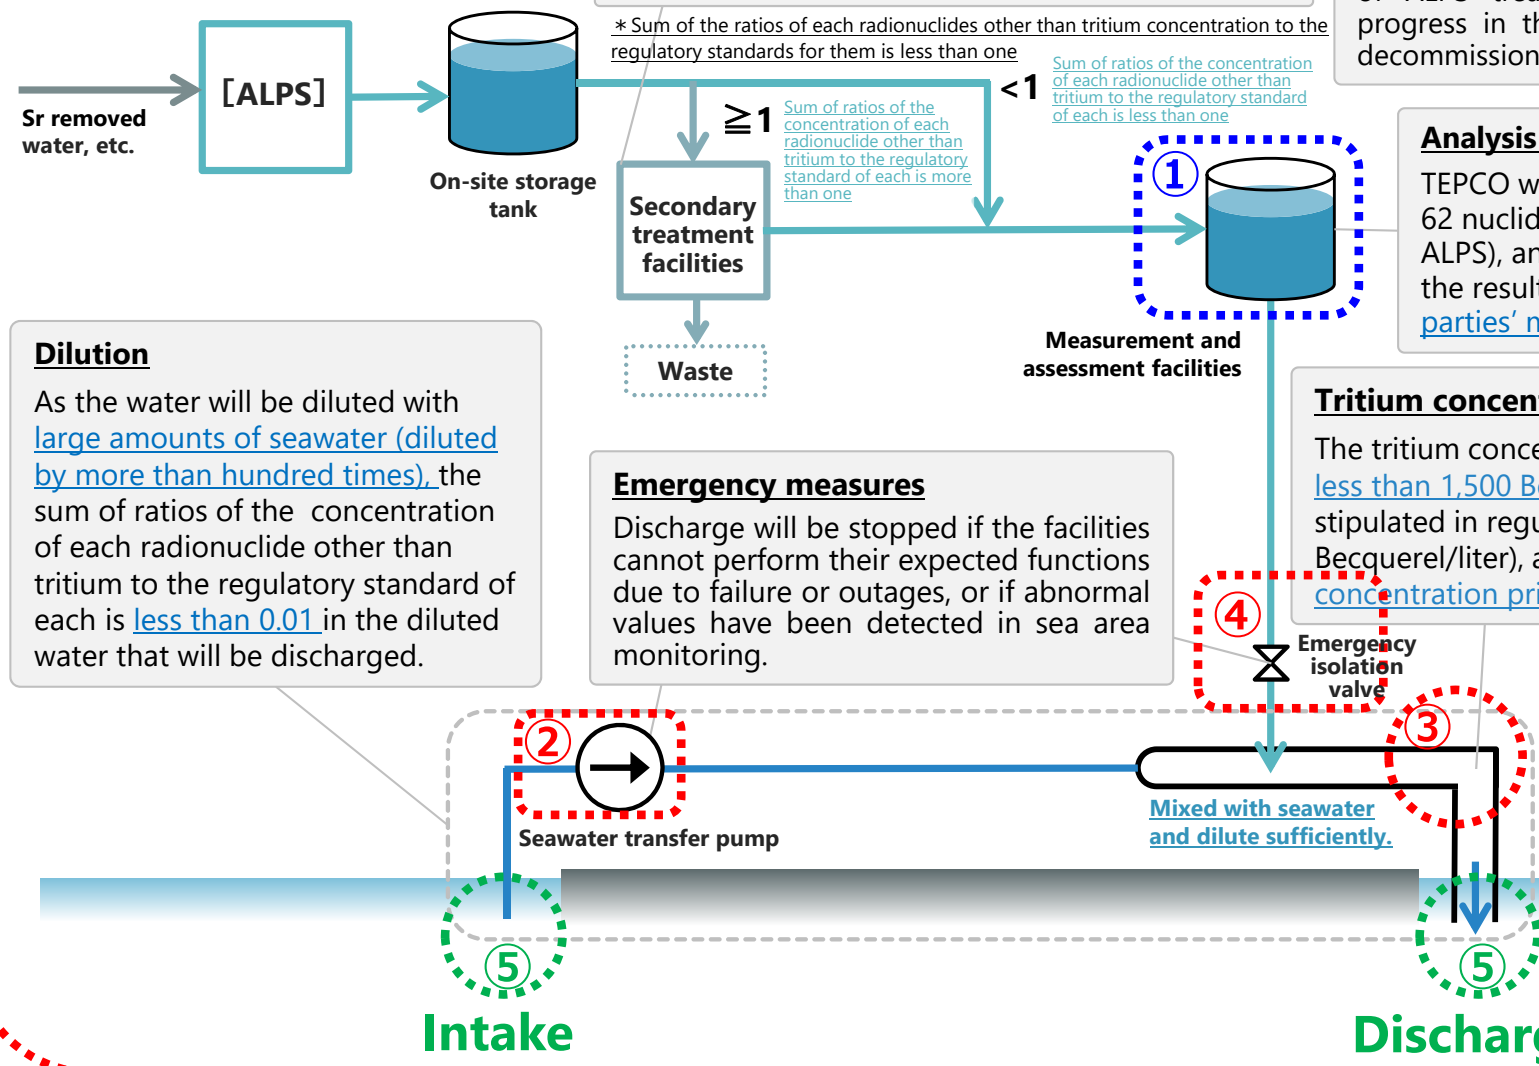 of ALPS trea
progress in th
decommission
* Sum of the ratios of each radionuclides other than tritium concentration to the
regulatory standards for them is less than one
[ALPS]
Sr removed
water, etc.
On-site storage
tank
≧1
Sum of ratios of the
concentration of each
radionuclide other than
tritium to the regulatory
standard of each is more
than one
<1
Sum of ratios of the concentration
of each radionuclide other than
tritium to the regulatory standard
of each is less than one
Secondary
treatment
facilities
Waste
①
Measurement and
assessment facilities
Analysis
TEPCO w
62 nuclid
ALPS), an
the result
parties’ m
Dilution
As the water will be diluted with
large amounts of seawater (diluted
by more than hundred times), the
sum of ratios of the concentration
of each radionuclide other than
tritium to the regulatory standard of
each is less than 0.01 in the diluted
water that will be discharged.
Emergency measures
Discharge will be stopped if the facilities
cannot perform their expected functions
due to failure or outages, or if abnormal
values have been detected in sea area
monitoring.
Tritium concent
The tritium conce
less than 1,500 Be
stipulated in regu
Becquerel/liter), a
concentration pri
④
Emergency
isolation
valve
②
Seawater transfer pump
③
Mixed with seawater
and dilute sufficiently.
⑤
Intake
⑤
Discharg